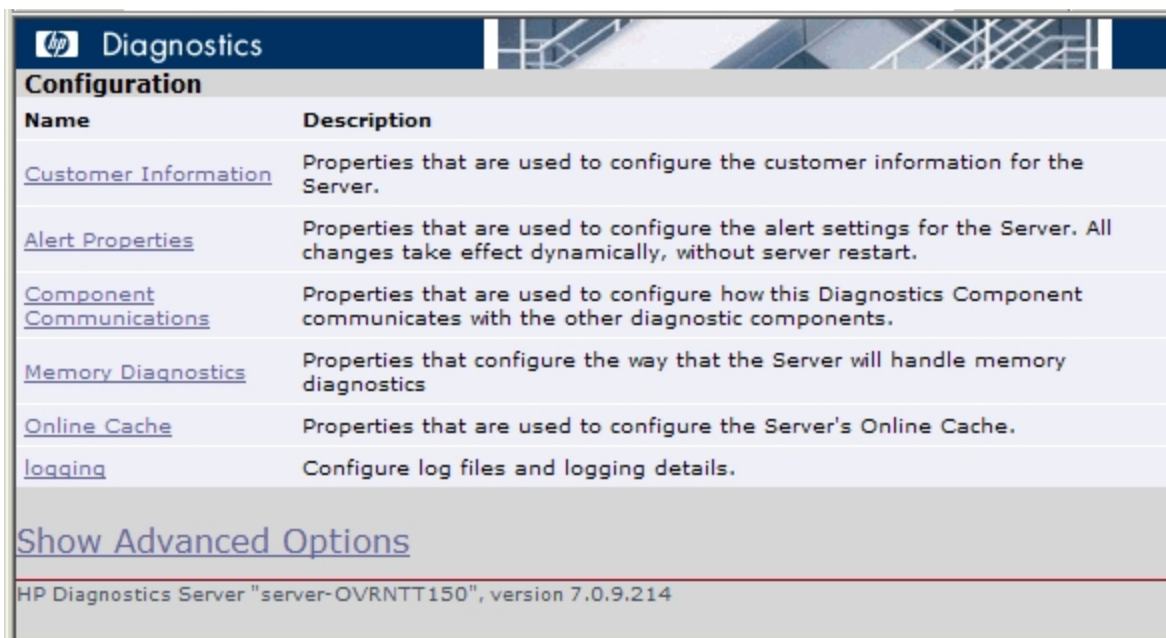 hp Diagnostics
Configuration
Name Description
Customer Information Properties that are used to configure the customer information for the
Server.
Alert Properties Properties that are used to configure the alert settings for the Server. All
changes take effect dynamically, without server restart.
Component Properties that are used to configure how this Diagnostics Component
Communications communicates with the other diagnostic components.
Memory Diagnostics Properties that configure the way that the Server will handle memory
diagnostics
Online Cache Properties that are used to configure the Server's Online Cache.
logging Configure log files and logging details.
Show Advanced Options
HP Diagnostics Server "server-OVRNTT150", version 7.0.9.214